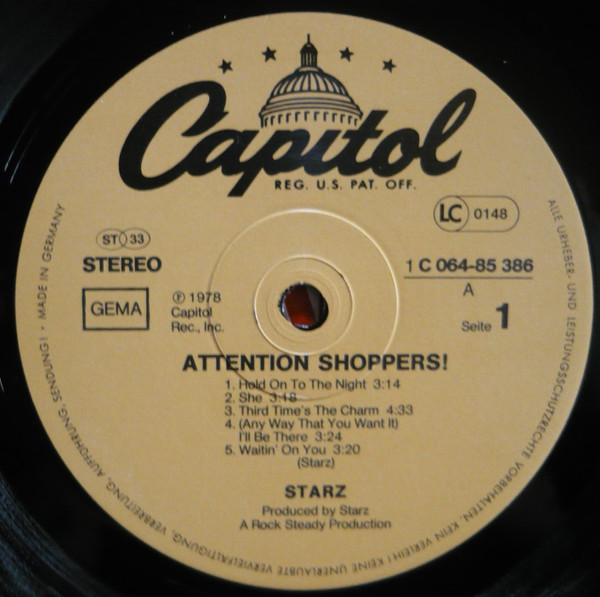 Capitol
REG. U.S. PAT. OFF.
LC 0148
ST 33
STEREO
1 C 064-85 386
A
Seite 1
GEMA
℗ 1978
Capitol
Rec., Inc.
ATTENTION SHOPPERS!
1. Hold On To The Night 3:14
2. She 3:18
3. Third Time's The Charm 4:33
4. (Any Way That You Want It)
I'll Be There 3:24
5. Waitin' On You 3:20
(Starz)
STARZ
Produced by Starz
A Rock Steady Production
ALLE URHEBER- UND LEISTUNGSSCHUTZRECHTE VORBEHALTEN. KEIN VERLEIH! KEINE UNERLAUBTE VERVIELFÄLTIGUNG, VERBREITUNG, AUFFÜHRUNG, SENDUNG! • MADE IN GERMANY